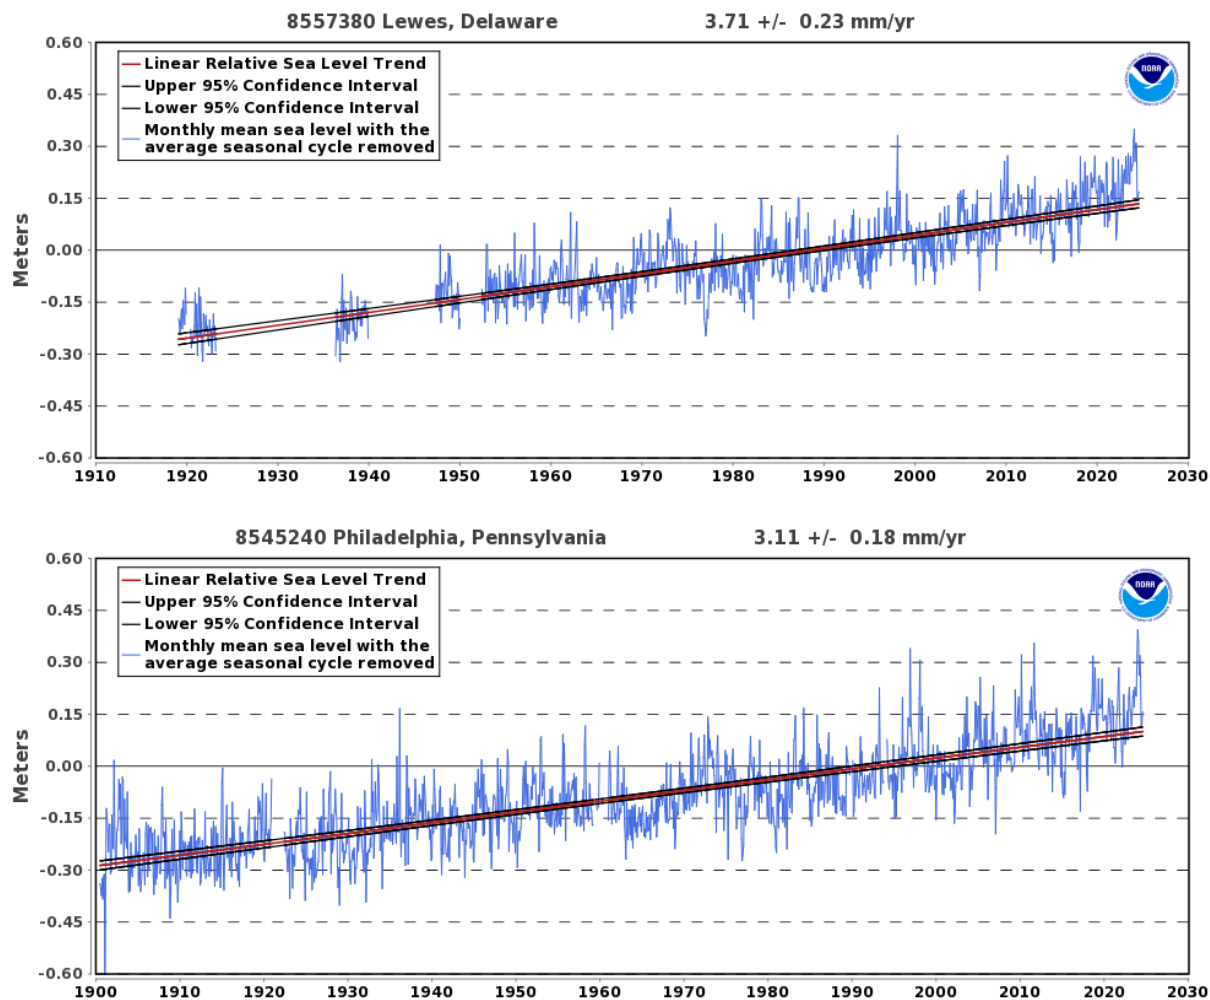 8557380 Lewes, Delaware 3.71 +/- 0.23 mm/yr
0.60
Linear Relative Sea Level Trend
Upper 95% Confidence Interval
Lower 95% Confidence Interval
Monthly mean sea level with the
average seasonal cycle removed
NOAA
0.45
0.30
0.15
0.00
-0.15
-0.30
-0.45
-0.60
Meters
1910 1920 1930 1940 1950 1960 1970 1980 1990 2000 2010 2020 2030
8545240 Philadelphia, Pennsylvania 3.11 +/- 0.18 mm/yr
0.60
Linear Relative Sea Level Trend
Upper 95% Confidence Interval
Lower 95% Confidence Interval
Monthly mean sea level with the
average seasonal cycle removed
NOAA
0.45
0.30
0.15
0.00
-0.15
-0.30
-0.45
-0.60
Meters
1900 1910 1920 1930 1940 1950 1960 1970 1980 1990 2000 2010 2020 2030